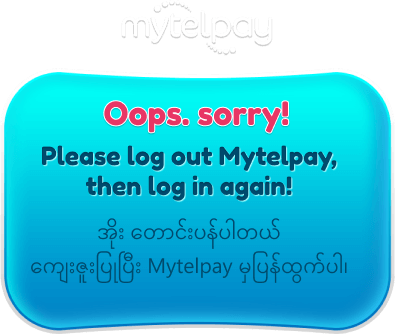 mytelpay
Oops. sorry!
Please log out Mytelpay,
then log in again!
အိုး တောင်းပန်ပါတယ်
ကျေးဇူးပြုပြီး Mytelpay မှပြန်ထွက်ပါ၊